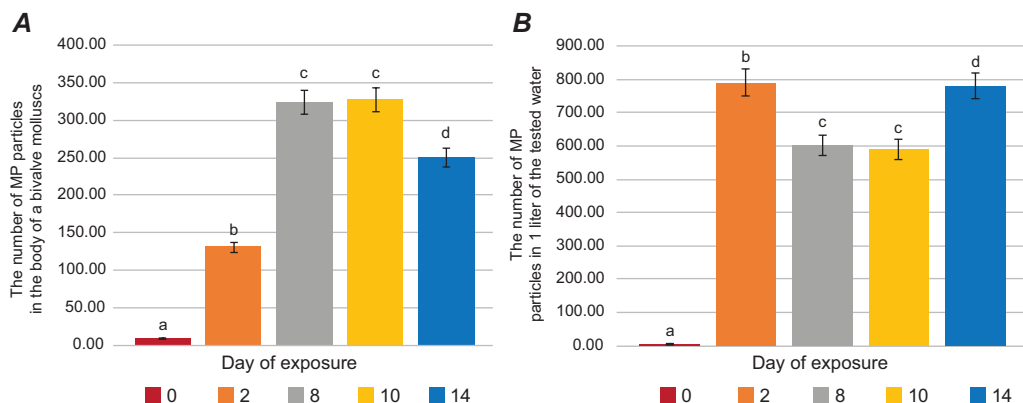 A
400.00
350.00
300.00
250.00
200.00
150.00
100.00
50.00
0.00
The number of MP particles
in the body of a bivalve molluscs
a
b
c
c
d
Day of exposure
0 2 8 10 14
B
900.00
800.00
700.00
600.00
500.00
400.00
300.00
200.00
100.00
0.00
The number of MP
particles in 1 liter of the tested water
a
b
c
c
d
Day of exposure
0 2 8 10 14